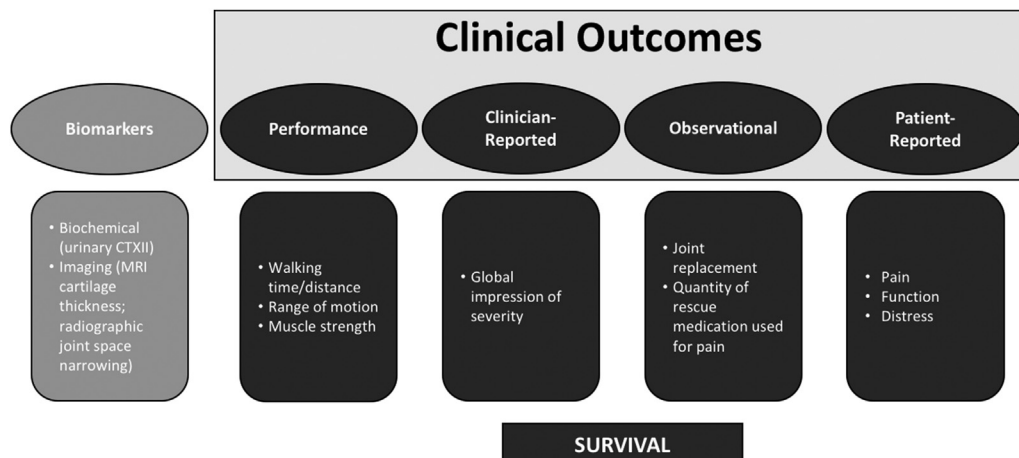 Clinical Outcomes
Biomarkers
Performance
Clinician-
Reported
Observational
Patient-
Reported
• Biochemical
(urinary CTXII)
• Imaging (MRI
cartilage
thickness;
radiographic
joint space
narrowing)
• Walking
time/distance
• Range of motion
• Muscle strength
• Global
impression of
severity
• Joint
replacement
• Quantity of
rescue
medication used
for pain
• Pain
• Function
• Distress
SURVIVAL